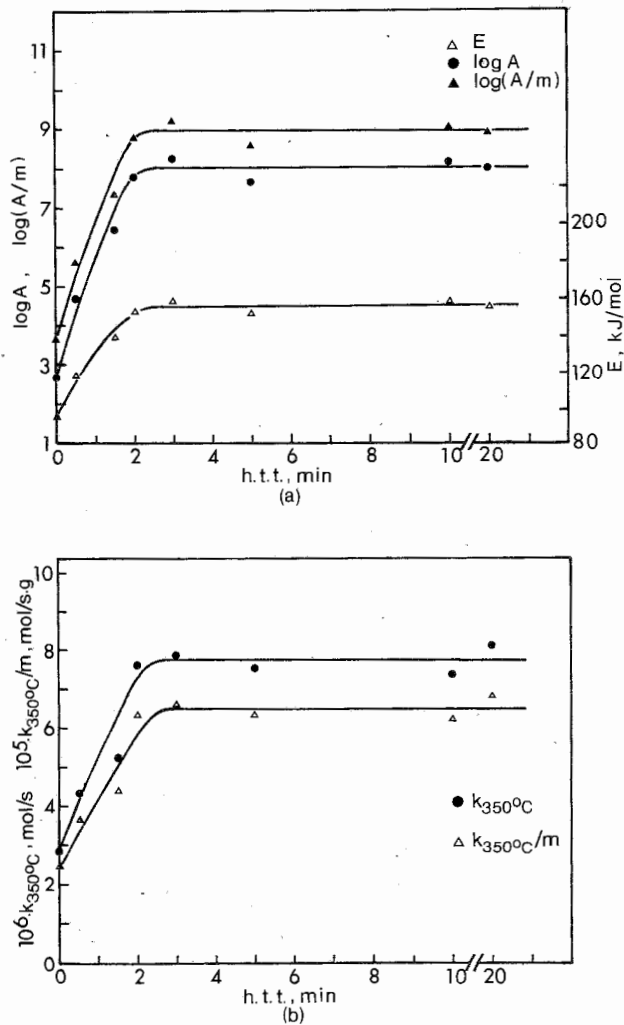 11
9
7
5
3
1
log A , log(A/m)
△ E
● log A
▲ log(A/m)
200
160
120
80
E, kJ/mol
0 2 4 6 8 10 20
h.t.t., min
(a)
10
8
6
4
2
0
10⁶·k350°C, mol/s 10⁵·k350°C/m, mol/s·g
● k350°C
△ k350°C/m
0 2 4 6 8 10 20
h.t.t., min
(b)